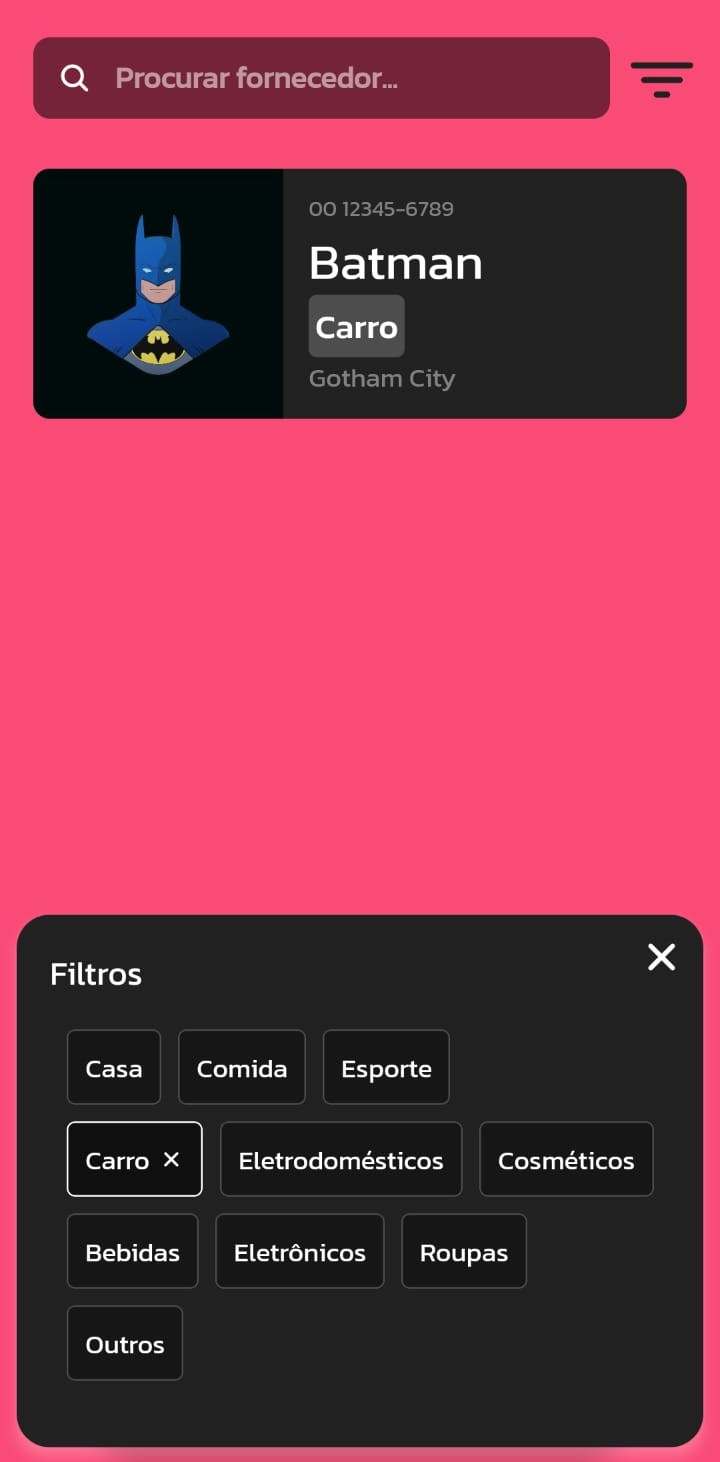 Procurar fornecedor...
00 12345-6789
Batman
Carro
Gotham City
Filtros
Casa Comida Esporte
Carro Eletrodomésticos Cosméticos
Bebidas Eletrônicos Roupas
Outros